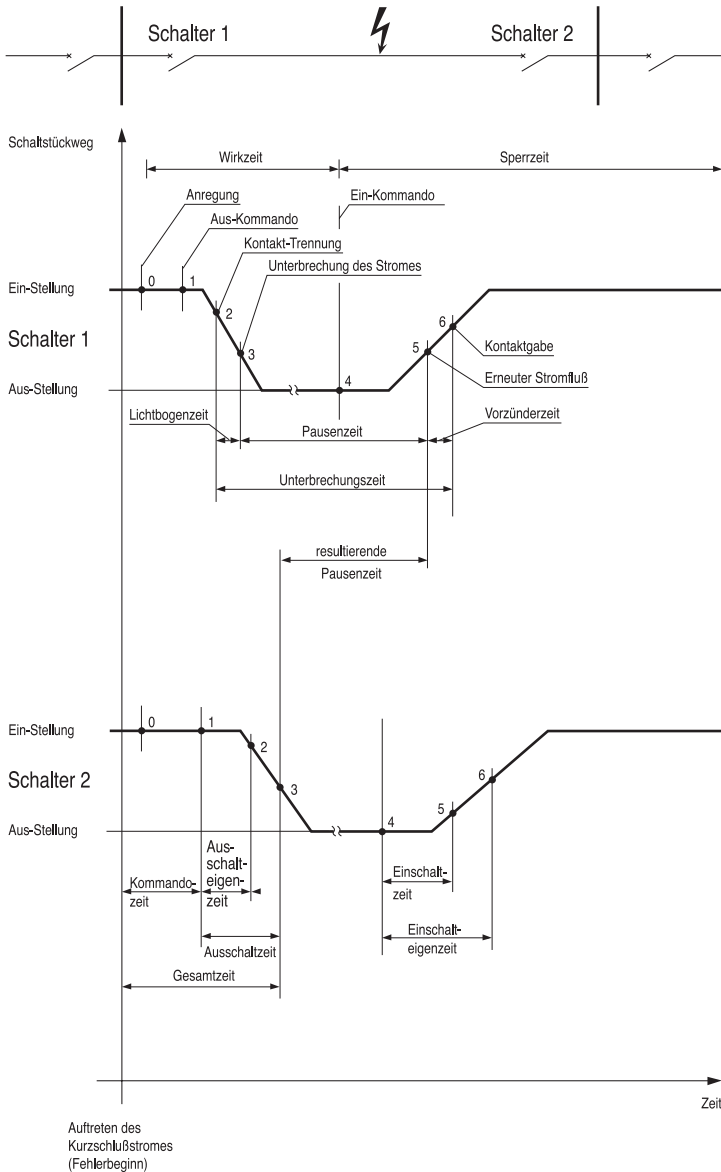 Schalter 1
Schalter 2
Schaltstückweg
Wirkzeit
Sperrzeit
Anregung
Ein-Kommando
Aus-Kommando
Kontakt-Trennung
Unterbrechung des Stromes
0
1
Ein-Stellung
2
6
Schalter 1
3
5
Kontaktgabe
Erneuter Stromfluß
Aus-Stellung
4
Lichtbogenzeit
Pausenzeit
Vorzünderzeit
Unterbrechungszeit
resultierende
Pausenzeit
0
1
Ein-Stellung
2
6
Schalter 2
3
5
Aus-Stellung
4
Aus-
schalt-
eigen-
zeit
Kommando-
zeit
Einschalt-
zeit
Ausschaltzeit
Einschalt-
eigenzeit
Gesamtzeit
Zeit
Auftreten des
Kurzschlußstromes
(Fehlerbeginn)